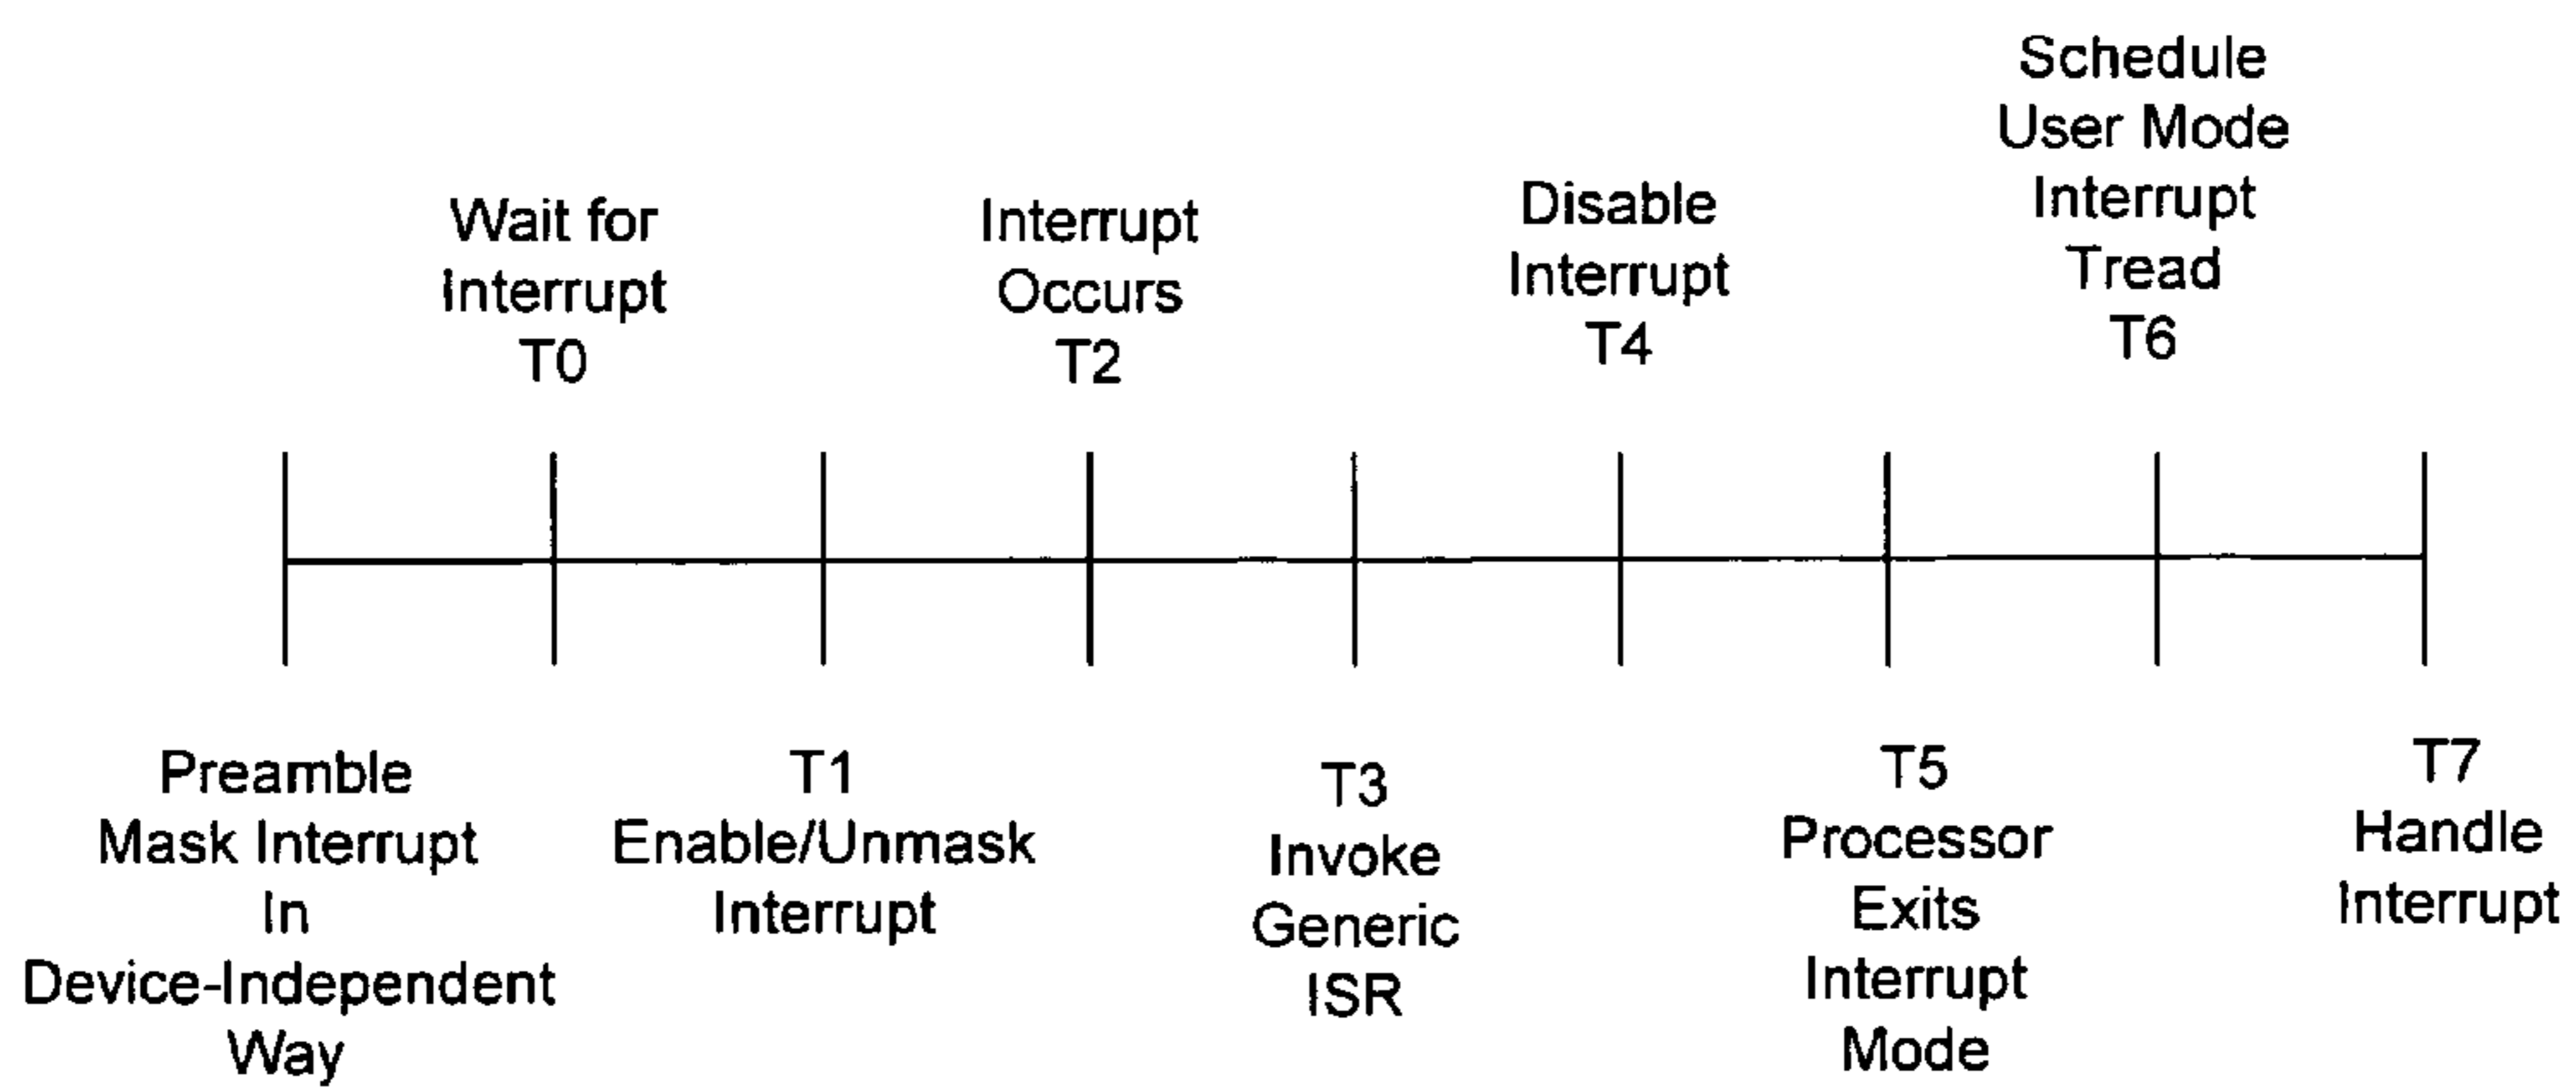 Schedule
User Mode
Interrupt
Tread
T6
Wait for
Interrupt
T0
Interrupt
Occurs
T2
Disable
Interrupt
T4
Preamble
Mask Interrupt
In
Device-Independent
Way
T1
Enable/Unmask
Interrupt
T3
Invoke
Generic
ISR
T5
Processor
Exits
Interrupt
Mode
T7
Handle
Interrupt